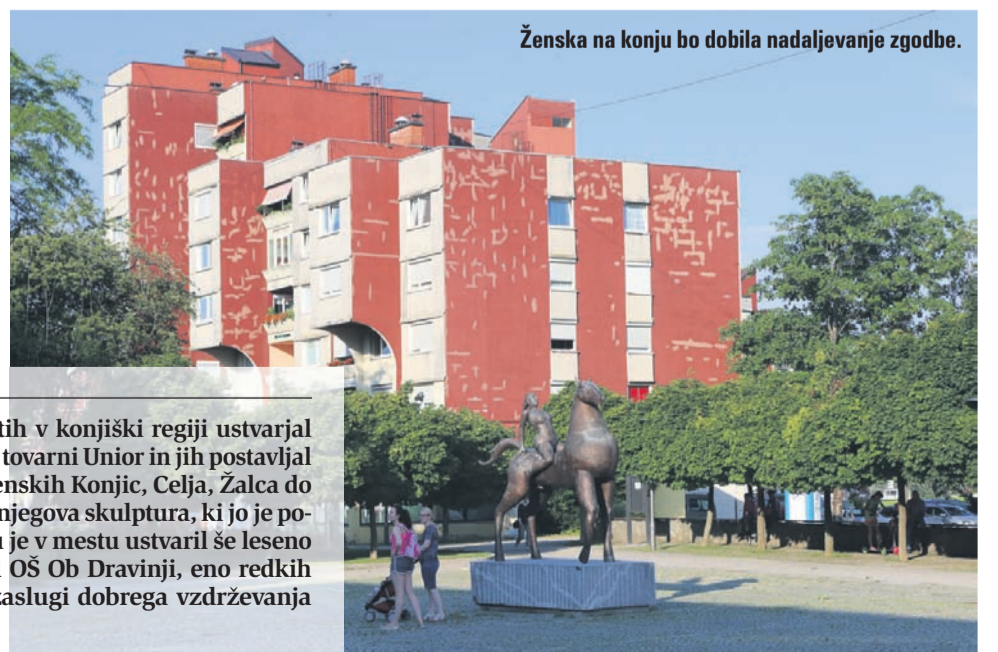 Ženska na konju bo dobila nadaljevanje zgodbe.
tih v konjiški regiji ustvarjal
tovarni Unior in jih postavljal
enskih Konjic, Celja, Žalca do
njegova skulptura, ki jo je po-
u je v mestu ustvaril še leseno
OŠ Ob Dravinji, eno redkih
zaslugi dobrega vzdrževanja